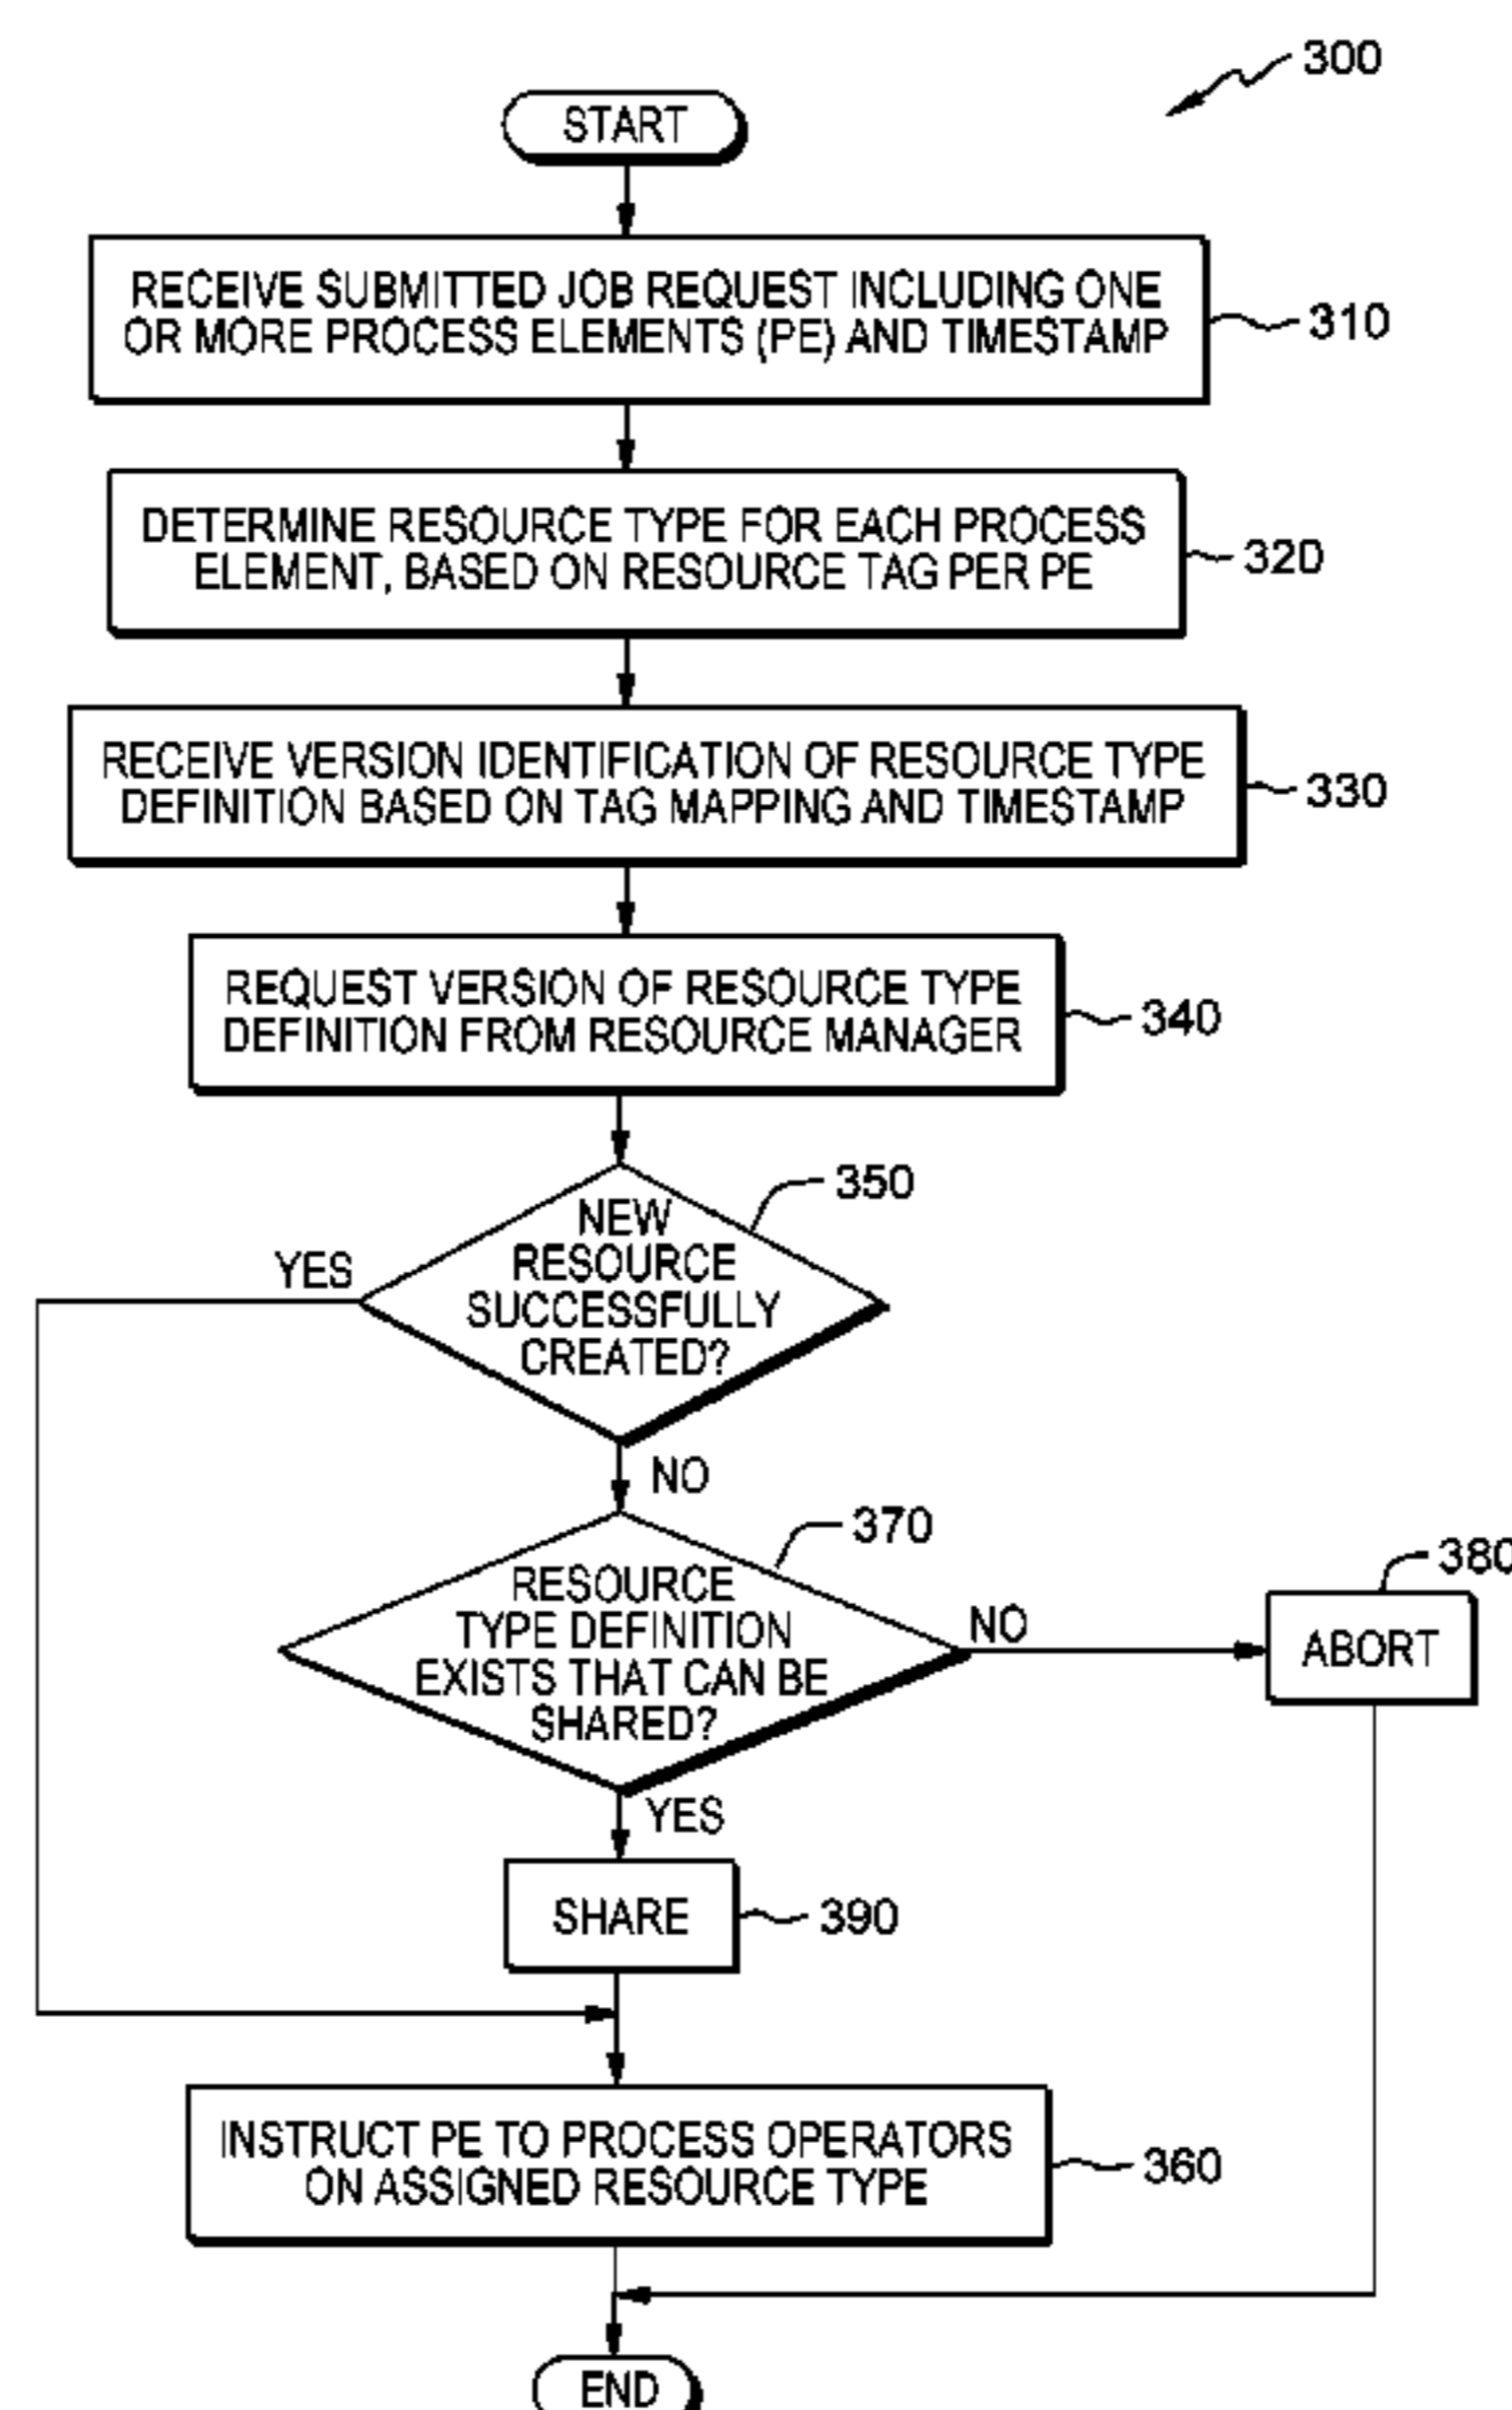 300
START
RECEIVE SUBMITTED JOB REQUEST INCLUDING ONE
OR MORE PROCESS ELEMENTS (PE) AND TIMESTAMP
310
DETERMINE RESOURCE TYPE FOR EACH PROCESS
ELEMENT, BASED ON RESOURCE TAG PER PE
320
RECEIVE VERSION IDENTIFICATION OF RESOURCE TYPE
DEFINITION BASED ON TAG MAPPING AND TIMESTAMP
330
REQUEST VERSION OF RESOURCE TYPE
DEFINITION FROM RESOURCE MANAGER
340
350
NEW
RESOURCE
SUCCESSFULLY
CREATED?
YES
NO
370
RESOURCE
TYPE DEFINITION
EXISTS THAT CAN BE
SHARED?
NO
380
ABORT
YES
SHARE
390
INSTRUCT PE TO PROCESS OPERATORS
ON ASSIGNED RESOURCE TYPE
360
END